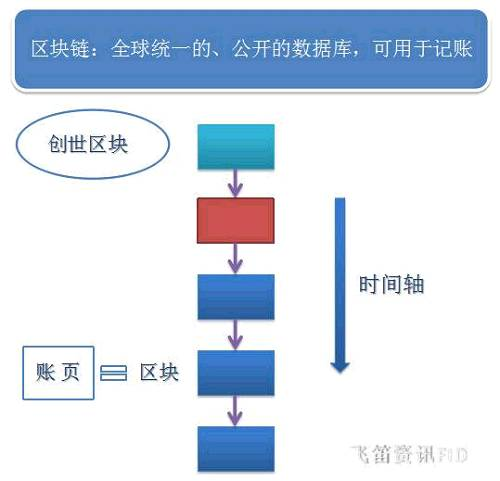 区块链：全球统一的、公开的数据库，可用于记账
创世区块
时间轴
账 页 = 区块
飞笛资讯FID